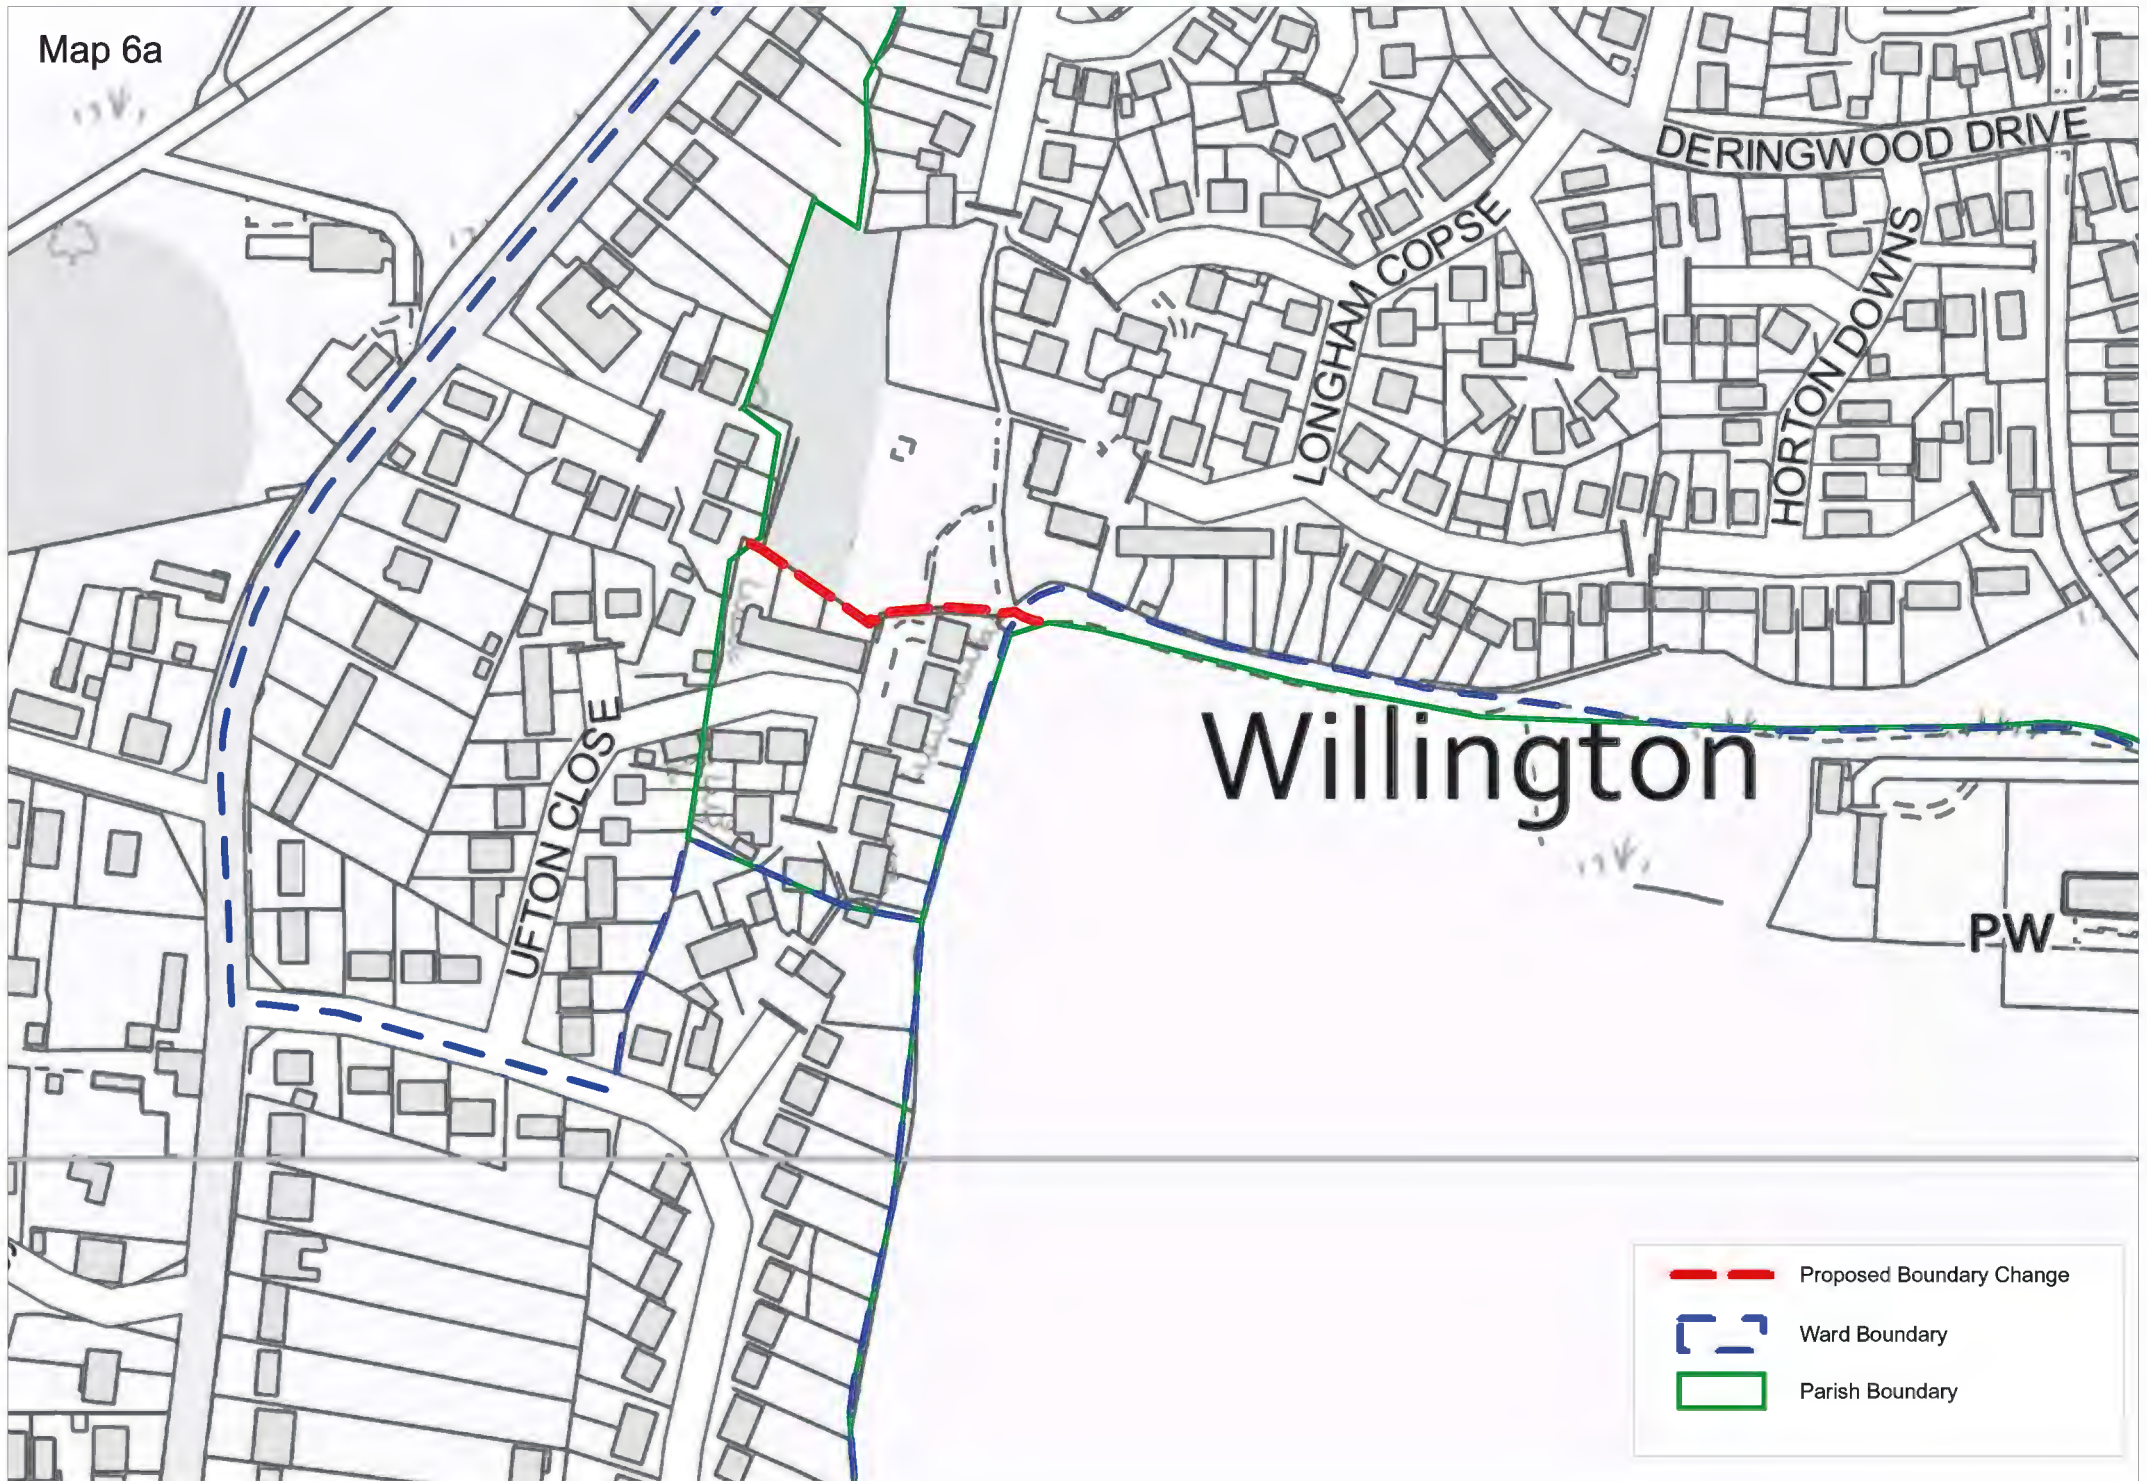 Map 6a
DERINGWOOD DRIVE
LONGHAM COPSE
HORTON DOWNS
UFTON CLOSE
Willington
PW
Proposed Boundary Change
Ward Boundary
Parish Boundary